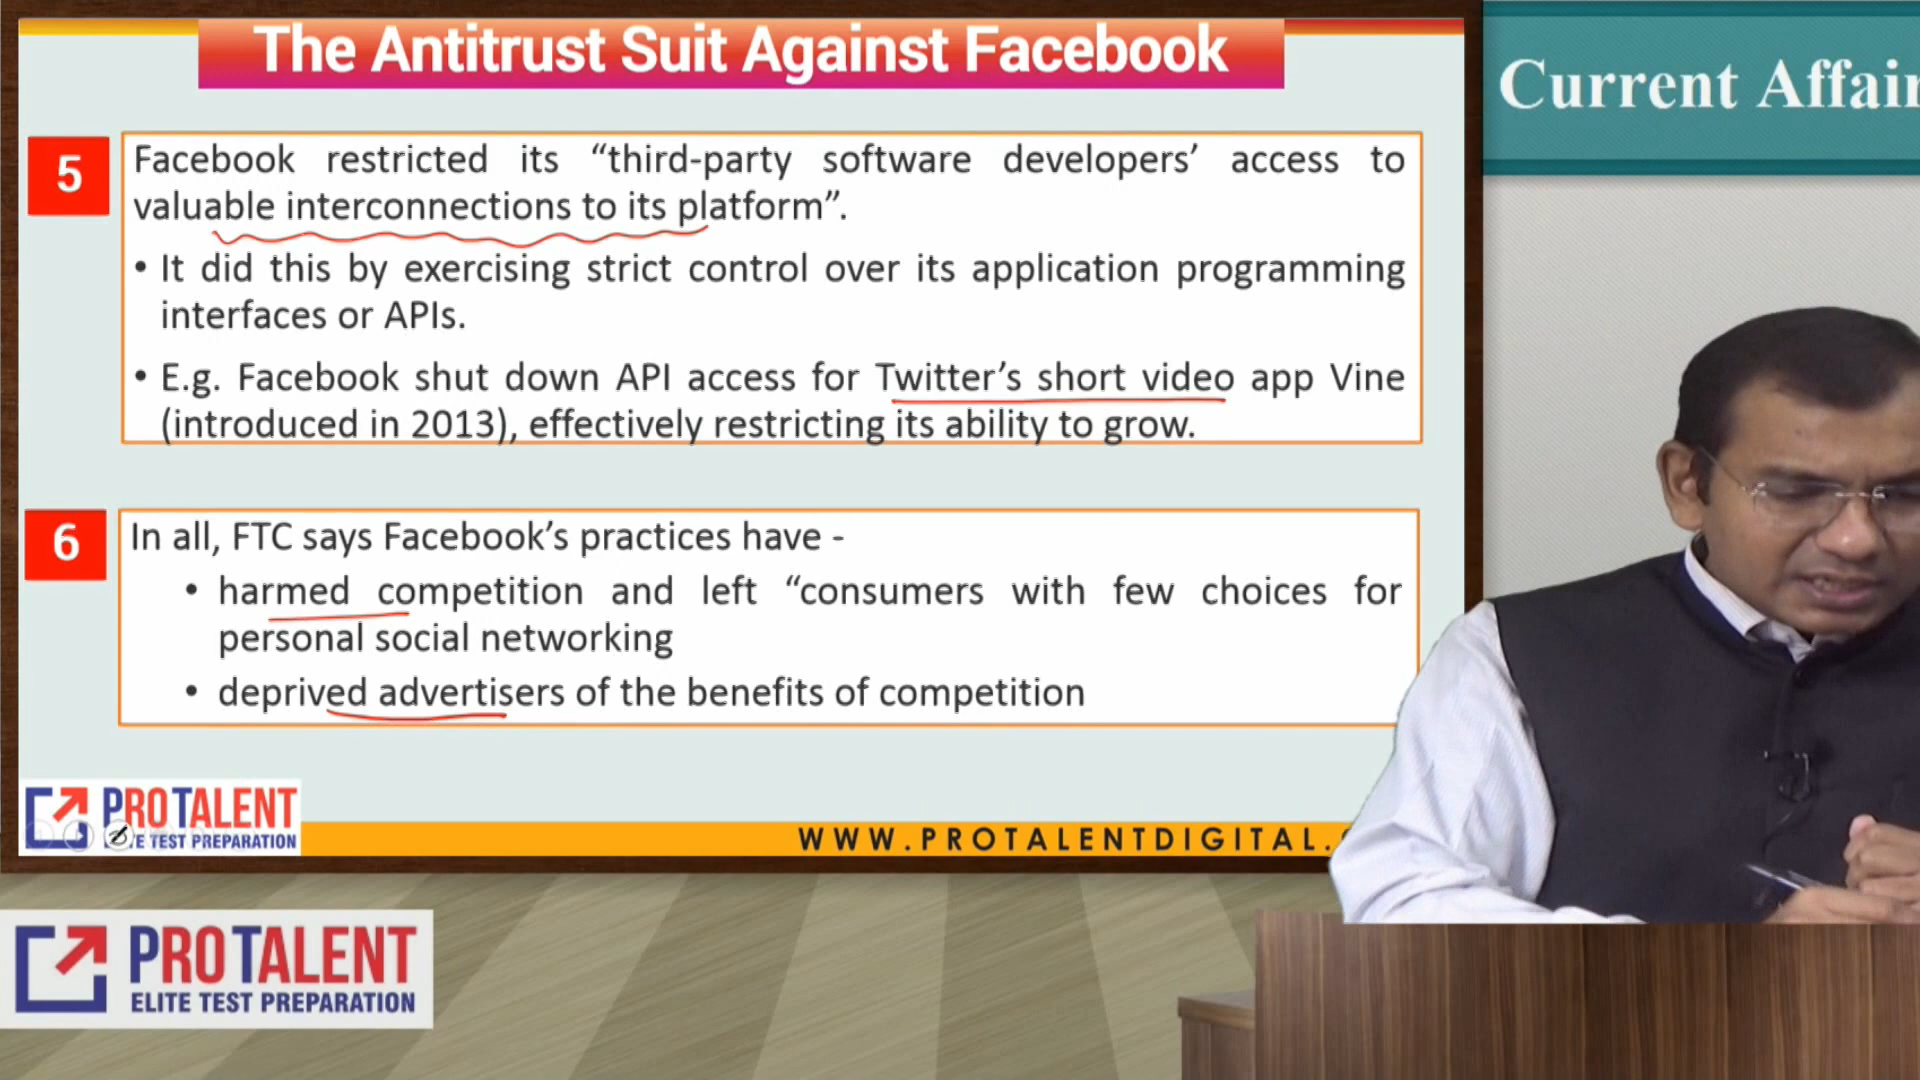 The Antitrust Suit Against Facebook
Current Affair
5
Facebook restricted its “third-party software developers’ access to
valuable interconnections to its platform”.
• It did this by exercising strict control over its application programming
interfaces or APIs.
• E.g. Facebook shut down API access for Twitter’s short video app Vine
(introduced in 2013), effectively restricting its ability to grow.
6
In all, FTC says Facebook’s practices have -
• harmed competition and left “consumers with few choices for
personal social networking
• deprived advertisers of the benefits of competition
PROTALENT
TEST PREPARATION
WWW.PROTALENTDIGITAL.
PROTALENT
ELITE TEST PREPARATION